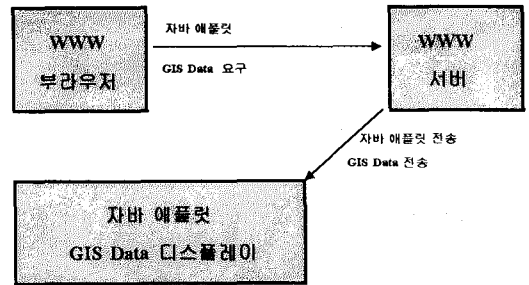 WWW
부라우저
자바 애플릿
GIS Data 요구
WWW
서버
자바 애플릿 전송
GIS Data 전송
자바 애플릿
GIS Data 디스플레이